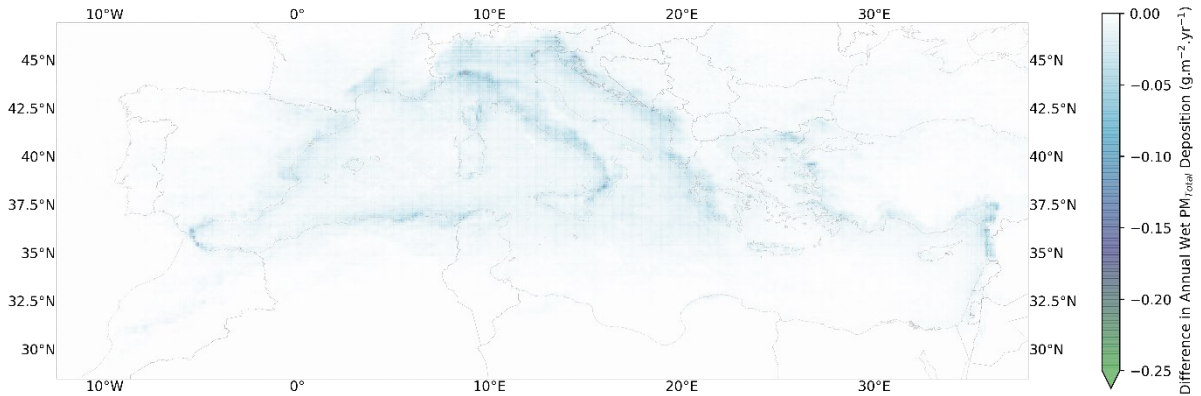 10°W 0° 10°E 20°E 30°E
45°N 45°N
42.5°N 42.5°N
40°N 40°N
37.5°N 37.5°N
35°N 35°N
32.5°N 32.5°N
30°N 30°N
10°W 0° 10°E 20°E 30°E
0.00
−0.05
−0.10
−0.15
−0.20
−0.25
Difference in Annual Wet PM_Total Deposition (g.m⁻².yr⁻¹)